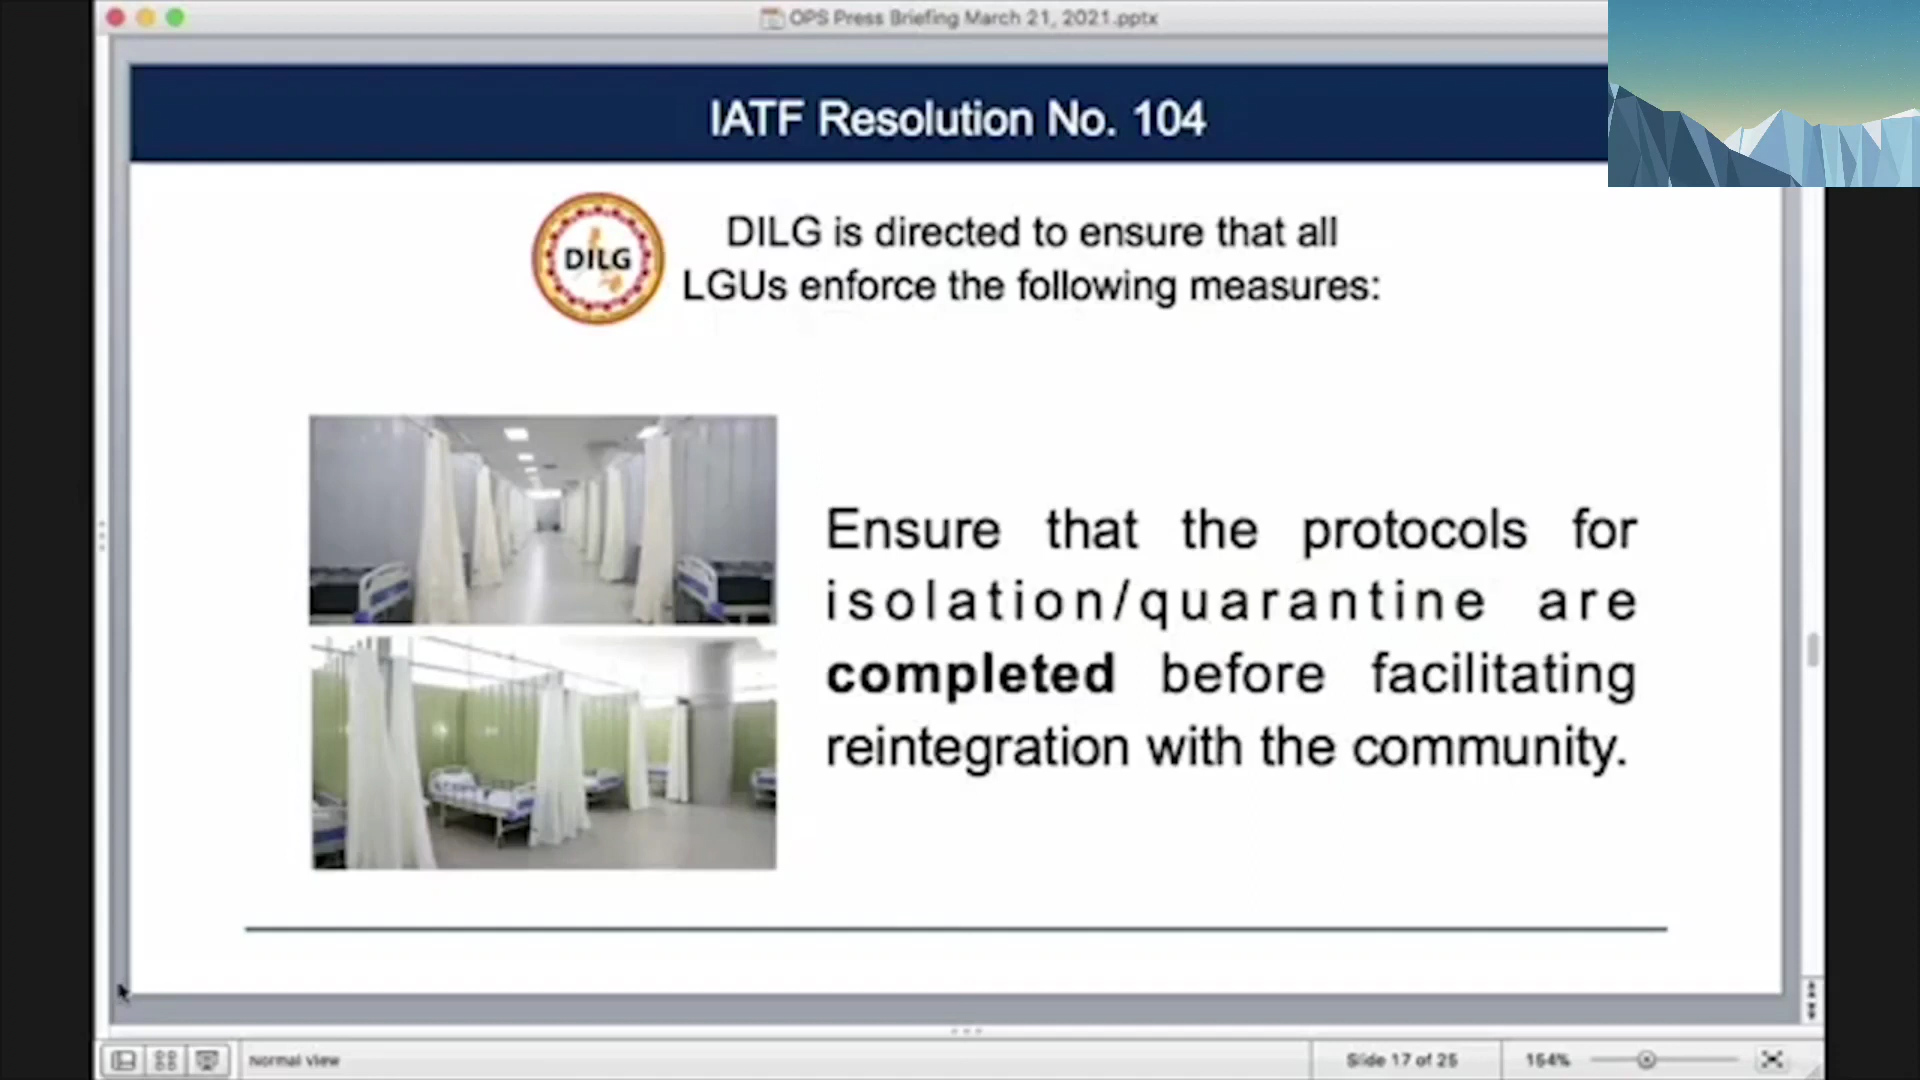 OPS Press Briefing March 21, 2021.pptx
IATF Resolution No. 104
DILG
DILG is directed to ensure that all
LGUs enforce the following measures:
Ensure that the protocols for
isolation/quarantine are
completed before facilitating
reintegration with the community.
Normal View
Slide 17 of 25
154%